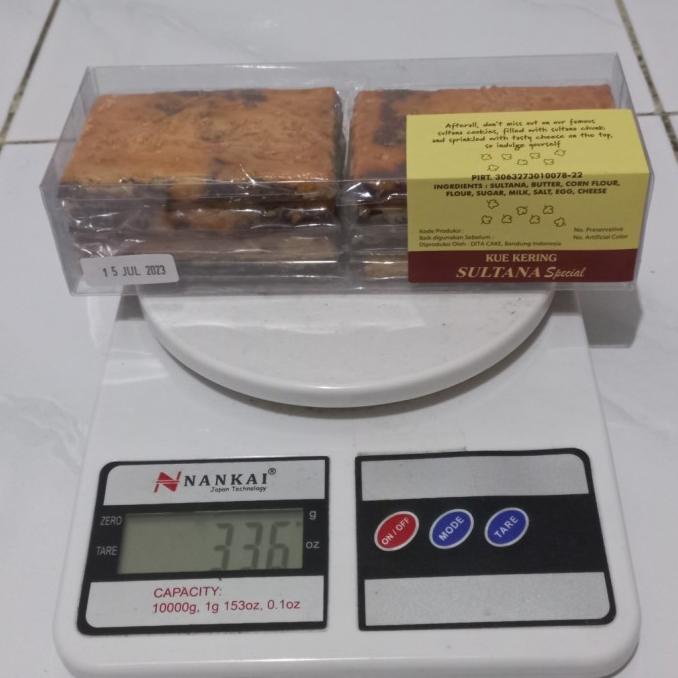 Afterall, don't miss out on our famous
sultana cookies, filled with sultana chunk
and sprinkled with tasty cheese on the top,
so indulge yourself
PIRT. 3063273010078-22
INGRDIENTS : SULTANA, BUTTER, CORN FLOUR,
FLOUR, SUGAR, MILK, SALT, EGG, CHEESE
Kode Produksi :
Baik digunakan Sebelum :
Diproduksi Oleh : DITA CAKE, Bandung Indonesia
No. Preservative
No. Artificial Color
KUE KERING
SULTANA Special
15 JUL 2023
NANKAI®
Japan Technology
ZERO
TARE
336
g
oz
CAPACITY:
10000g, 1g 153oz, 0.1oz
ON / OFF
MODE
TARE